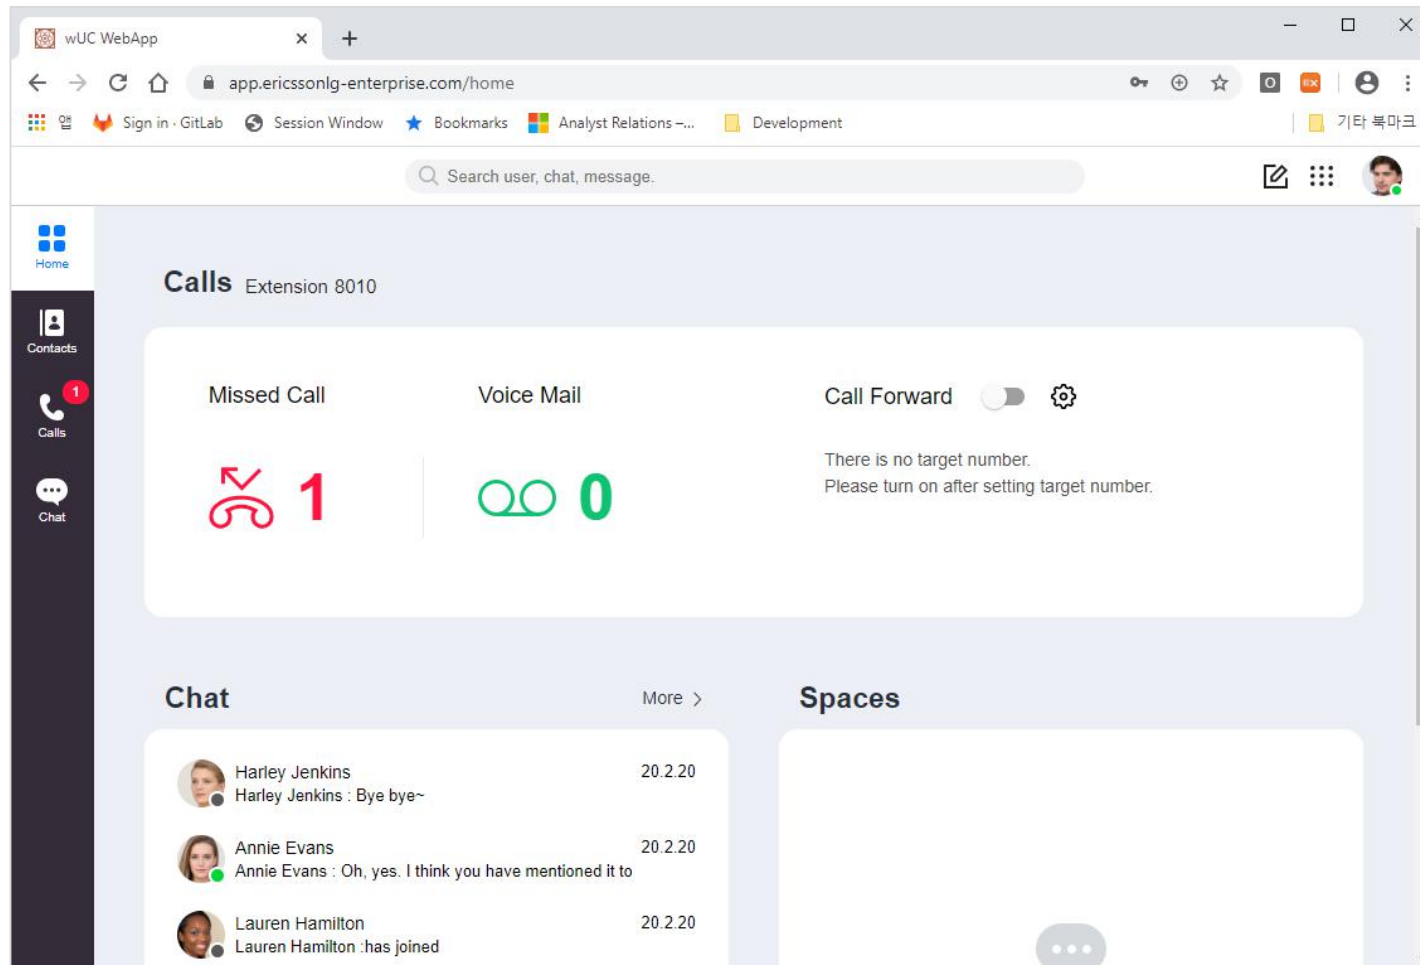 wUC WebApp
app.ericssonlg-enterprise.com/home
앱 Sign in · GitLab Session Window Bookmarks Analyst Relations –... Development 기타 북마크
Search user, chat, message.
Home
Calls Extension 8010
Contacts
1
Calls
Chat
Missed Call Voice Mail Call Forward
1 0
There is no target number.
Please turn on after setting target number.
Chat More >
Harley Jenkins 20.2.20
Harley Jenkins : Bye bye~
Annie Evans 20.2.20
Annie Evans : Oh, yes. I think you have mentioned it to
Lauren Hamilton 20.2.20
Lauren Hamilton :has joined
Spaces